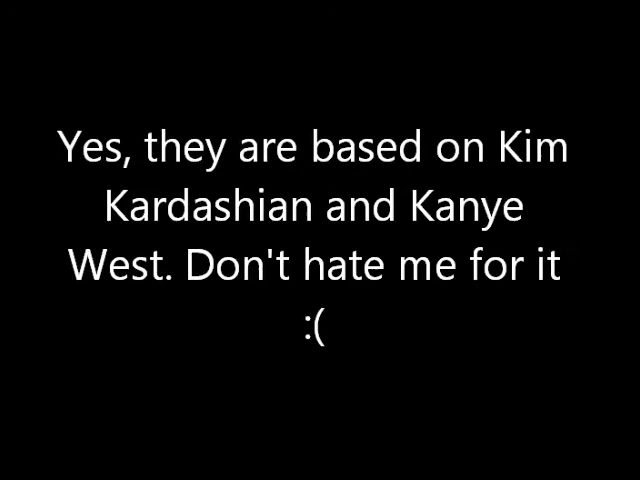 Yes, they are based on Kim
Kardashian and Kanye
West. Don't hate me for it
:(